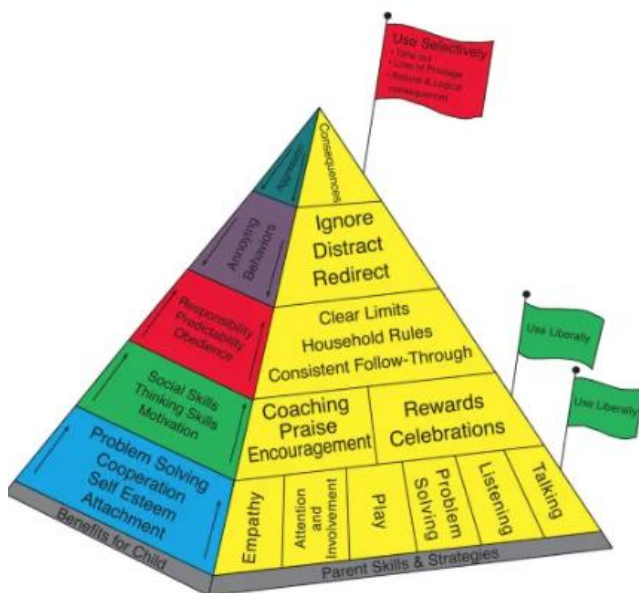 Use Selectively
• Time Out
• Loss of Privilege
• Natural & Logical
consequences
Aggression
Consequences
Annoying
Behaviors
Ignore
Distract
Redirect
Responsibility
Predictability
Obedience
Clear Limits
Household Rules
Consistent Follow-Through
Use Liberally
Social Skills
Thinking Skills
Motivation
Coaching
Praise
Encouragement
Rewards
Celebrations
Use Liberally
Problem Solving
Cooperation
Self Esteem
Attachment
Empathy
Attention
and
Involvement
Play
Problem
Solving
Listening
Talking
Benefits for Child
Parent Skills & Strategies